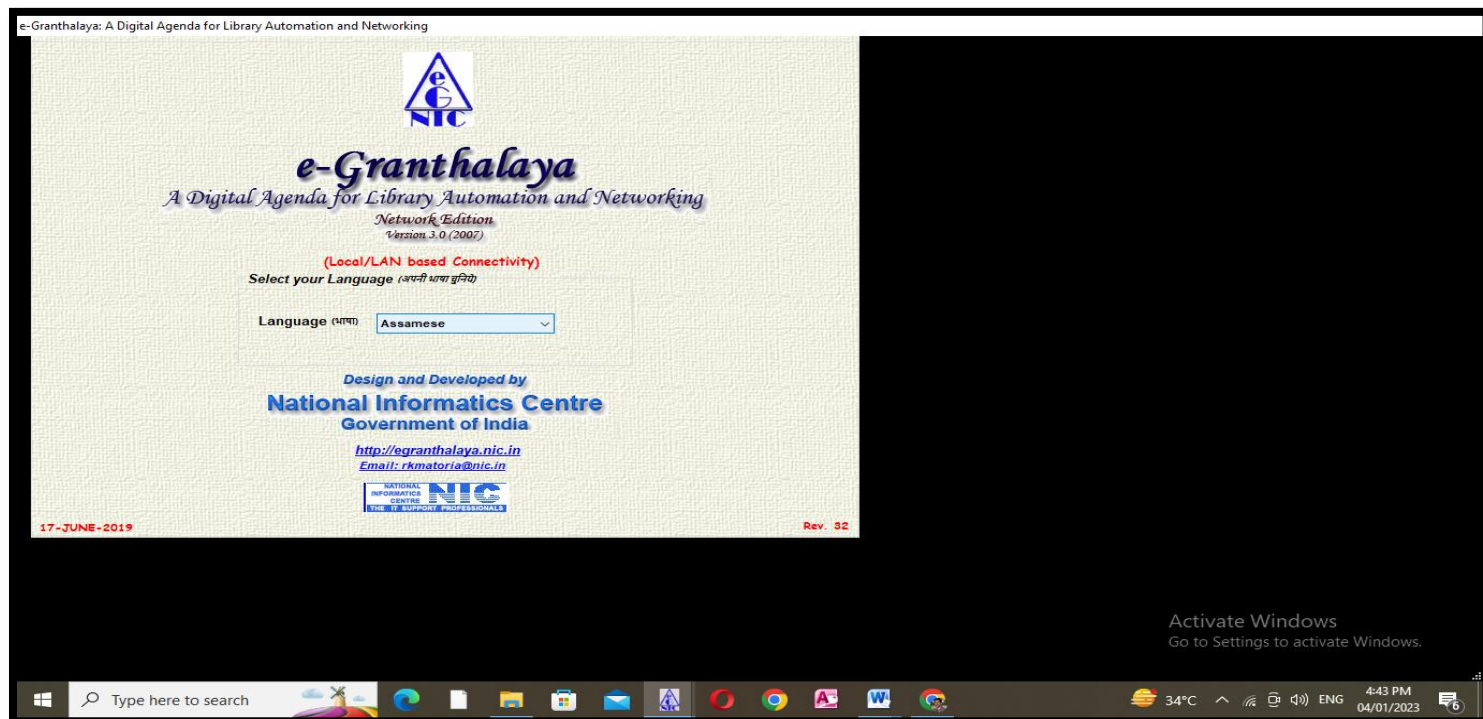 e-Granthalaya: A Digital Agenda for Library Automation and Networking
e
G
NIC
e-Granthalaya
A Digital Agenda for Library Automation and Networking
Network Edition
Version 3.0 (2007)
(Local/LAN based Connectivity)
Select your Language (अपनी भाषा चुनिये)
Language (भाषा) Assamese
Design and Developed by
National Informatics Centre
Government of India
http://egranthalaya.nic.in
Email: rkmatoria@nic.in
NATIONAL
INFORMATICS
CENTRE
NIC
THE IT SUPPORT PROFESSIONALS
17-JUNE-2019 Rev. 32
Activate Windows
Go to Settings to activate Windows.
Type here to search 34°C ENG 4:43 PM
04/01/2023 6